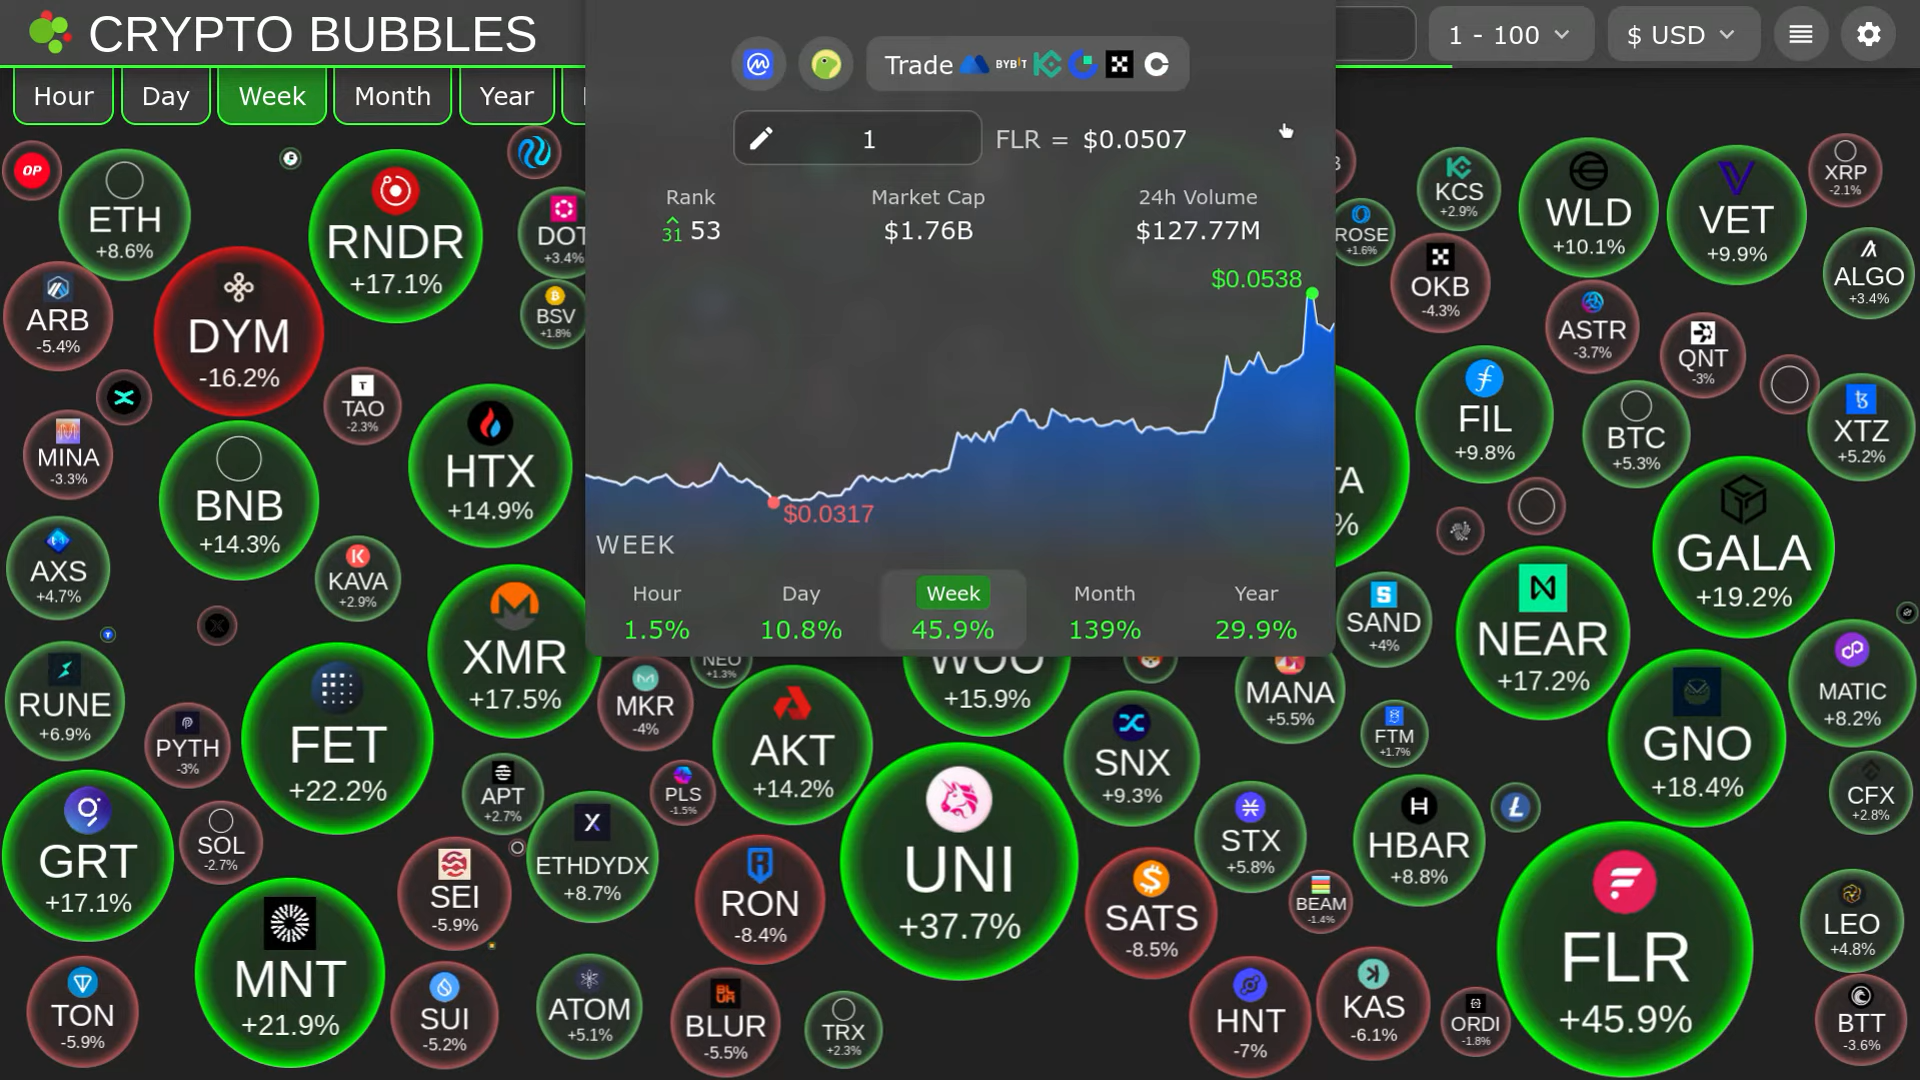 CRYPTO BUBBLES
1 - 100
$ USD
Hour
Day
Week
Month
Year
Trade
BYBIT
1
FLR = $0.0507
Rank
31 53
Market Cap
$1.76B
24h Volume
$127.77M
$0.0538
$0.0317
WEEK
Hour
1.5%
Day
10.8%
Week
45.9%
Month
139%
Year
29.9%
OP
ETH
+8.6%
RNDR
+17.1%
DOT
+3.4%
ROSE
+1.6%
KCS
+2.9%
WLD
+10.1%
VET
+9.9%
XRP
-2.1%
ARB
-5.4%
DYM
-16.2%
BSV
+1.8%
OKB
-4.3%
ASTR
-3.7%
QNT
-3%
ALGO
+3.4%
MINA
-3.3%
TAO
-2.3%
HTX
+14.9%
TA
%
FIL
+9.8%
BTC
+5.3%
XTZ
+5.2%
BNB
+14.3%
AXS
+4.7%
KAVA
+2.9%
GALA
+19.2%
XMR
+17.5%
SAND
+4%
NEAR
+17.2%
RUNE
+6.9%
PYTH
-3%
FET
+22.2%
MKR
-4%
NEO
+1.3%
AKT
+14.2%
WOO
+15.9%
SNX
+9.3%
MANA
+5.5%
FTM
+1.7%
GNO
+18.4%
MATIC
+8.2%
APT
+2.7%
PLS
-1.5%
CFX
+2.8%
GRT
+17.1%
SOL
-2.7%
SEI
-5.9%
ETHDYDX
+8.7%
RON
-8.4%
UNI
+37.7%
SATS
-8.5%
STX
+5.8%
HBAR
+8.8%
BEAM
-1.4%
FLR
+45.9%
LEO
+4.8%
TON
-5.9%
MNT
+21.9%
SUI
-5.2%
ATOM
+5.1%
BLUR
-5.5%
TRX
+2.3%
HNT
-7%
KAS
-6.1%
ORDI
-1.8%
BTT
-3.6%